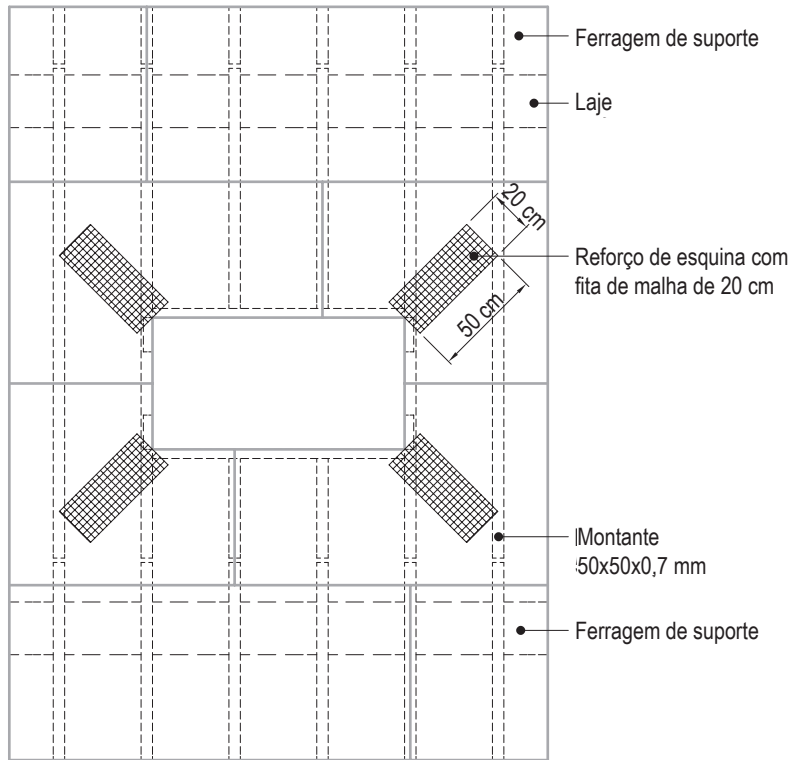 Ferragem de suporte
Laje
20 cm
Reforço de esquina com
fita de malha de 20 cm
50 cm
Montante
50x50x0,7 mm
Ferragem de suporte